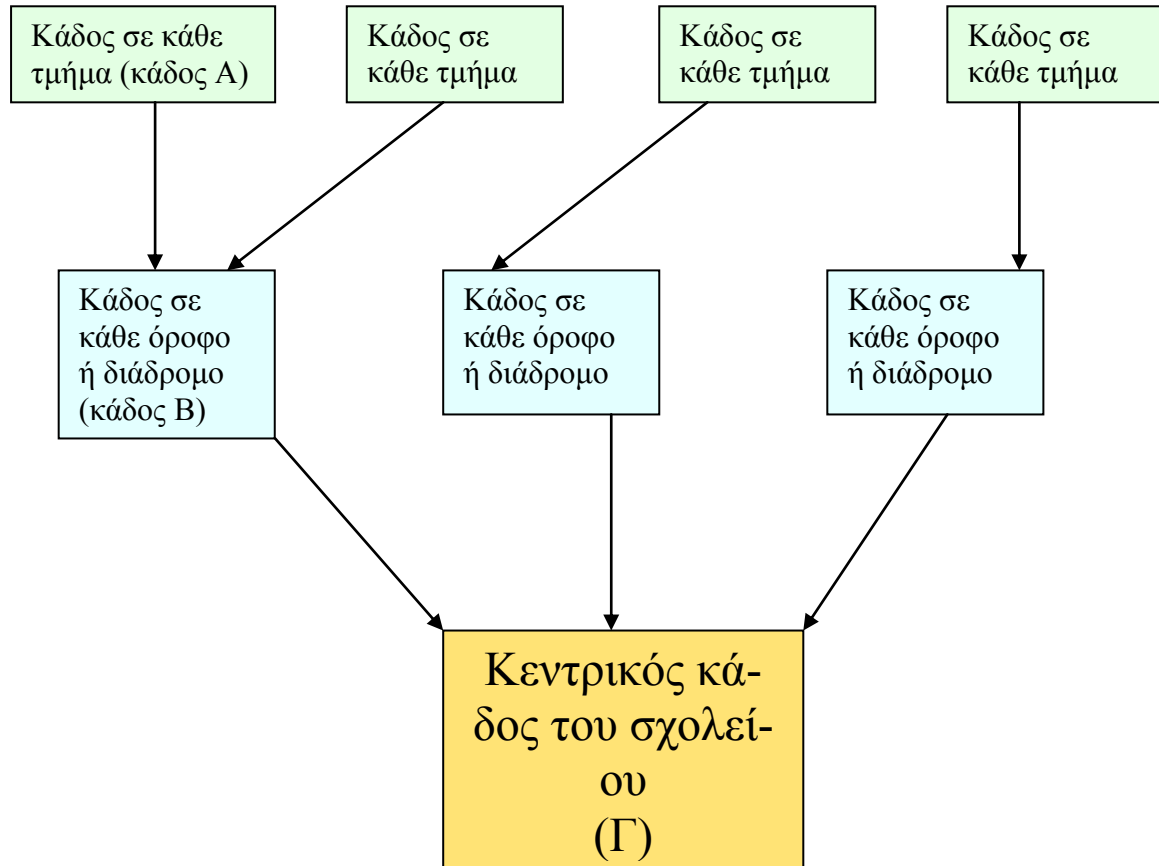 Κάδος σε κάθε
τμήμα (κάδος Α)
Κάδος σε
κάθε τμήμα
Κάδος σε
κάθε τμήμα
Κάδος σε
κάθε τμήμα
Κάδος σε
κάθε όροφο
ή διάδρομο
(κάδος Β)
Κάδος σε
κάθε όροφο
ή διάδρομο
Κάδος σε
κάθε όροφο
ή διάδρομο
Κεντρικός κά-
δος του σχολεί-
ου
(Γ)